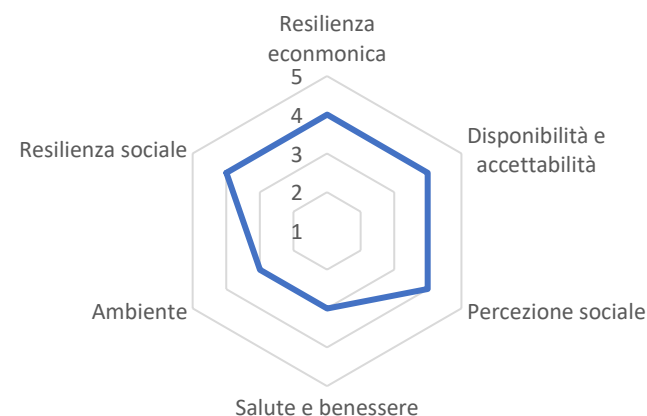 Resilienza
econmonica
5
4
3
2
1
Disponibilità e
accettabilità
Resilienza sociale
Ambiente
Percezione sociale
Salute e benessere